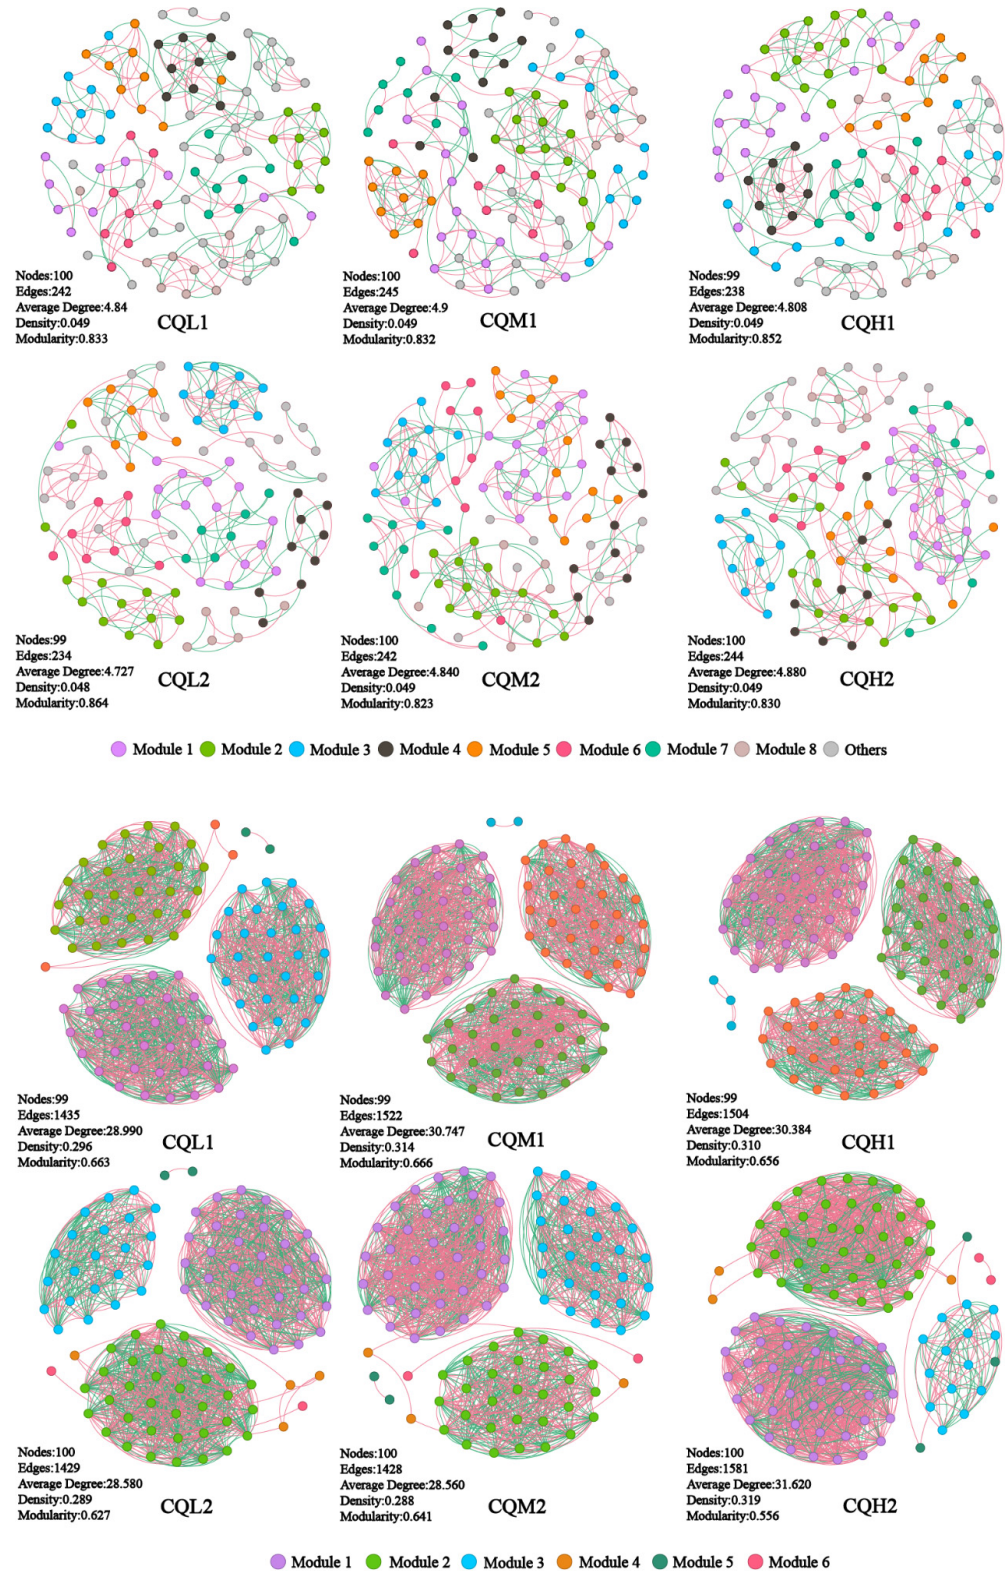 Nodes:100
Edges:242
Average Degree:4.84
Density:0.049
Modularity:0.833
CQL1
Nodes:100
Edges:245
Average Degree:4.9
Density:0.049
Modularity:0.832
CQM1
Nodes:99
Edges:238
Average Degree:4.808
Density:0.049
Modularity:0.852
CQH1
Nodes:99
Edges:234
Average Degree:4.727
Density:0.048
Modularity:0.864
CQL2
Nodes:100
Edges:242
Average Degree:4.840
Density:0.049
Modularity:0.823
CQM2
Nodes:100
Edges:244
Average Degree:4.880
Density:0.049
Modularity:0.830
CQH2
Module 1 Module 2 Module 3 Module 4 Module 5 Module 6 Module 7 Module 8 Others
Nodes:99
Edges:1435
Average Degree:28.990
Density:0.296
Modularity:0.663
CQL1
Nodes:99
Edges:1522
Average Degree:30.747
Density:0.314
Modularity:0.666
CQM1
Nodes:99
Edges:1504
Average Degree:30.384
Density:0.310
Modularity:0.656
CQH1
Nodes:100
Edges:1429
Average Degree:28.580
Density:0.289
Modularity:0.627
CQL2
Nodes:100
Edges:1428
Average Degree:28.560
Density:0.288
Modularity:0.641
CQM2
Nodes:100
Edges:1581
Average Degree:31.620
Density:0.319
Modularity:0.556
CQH2
Module 1 Module 2 Module 3 Module 4 Module 5 Module 6